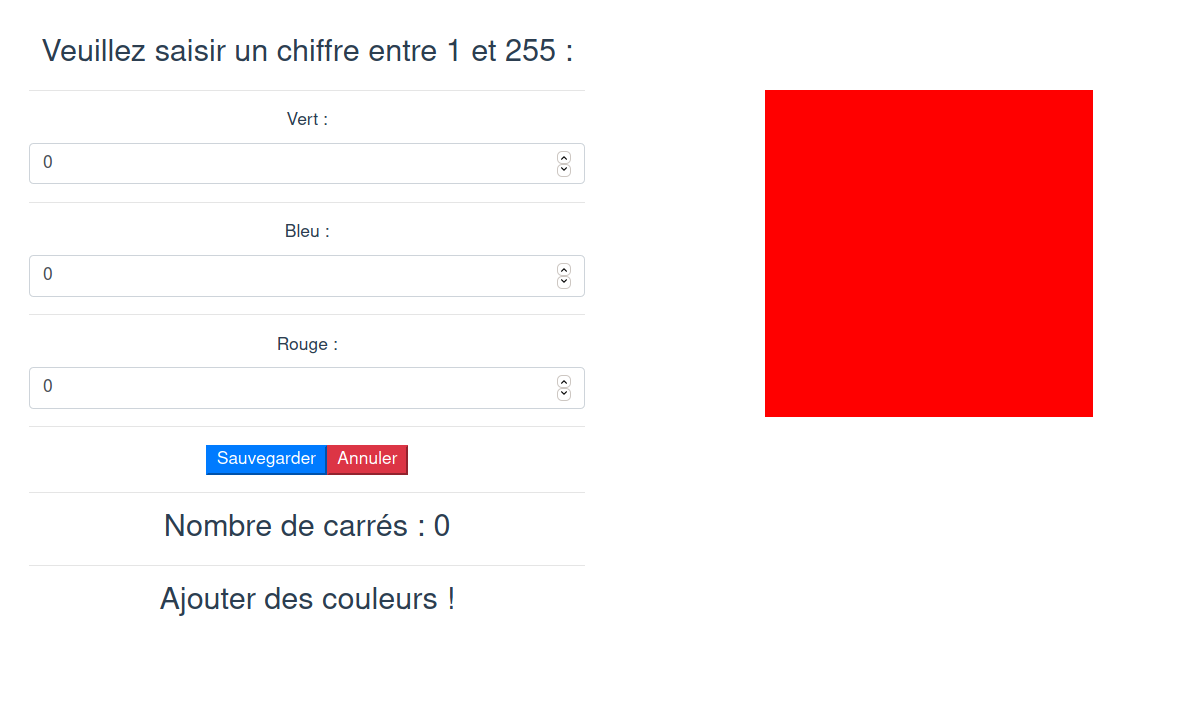 Veuillez saisir un chiffre entre 1 et 255 :
Vert :
0
Bleu :
0
Rouge :
0
Sauvegarder Annuler
Nombre de carrés : 0
Ajouter des couleurs !